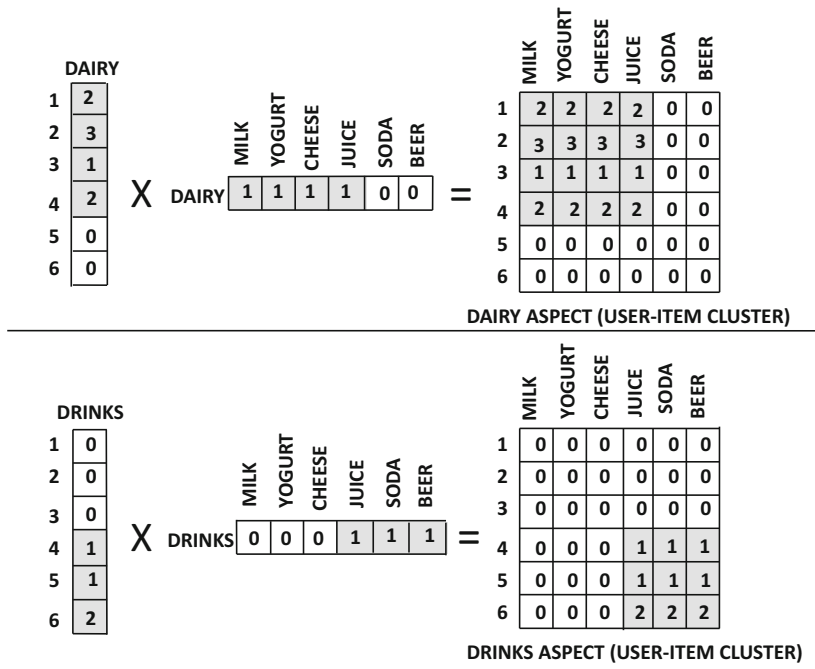 DAIRY
1 2
2 3
3 1
4 2
5 0
6 0
X
MILK YOGURT CHEESE JUICE SODA BEER
DAIRY 1 1 1 1 0 0
=
MILK YOGURT CHEESE JUICE SODA BEER
1 2 2 2 2 0 0
2 3 3 3 3 0 0
3 1 1 1 1 0 0
4 2 2 2 2 0 0
5 0 0 0 0 0 0
6 0 0 0 0 0 0
DAIRY ASPECT (USER-ITEM CLUSTER)
DRINKS
1 0
2 0
3 0
4 1
5 1
6 2
X
MILK YOGURT CHEESE JUICE SODA BEER
DRINKS 0 0 0 1 1 1
=
MILK YOGURT CHEESE JUICE SODA BEER
1 0 0 0 0 0 0
2 0 0 0 0 0 0
3 0 0 0 0 0 0
4 0 0 0 1 1 1
5 0 0 0 1 1 1
6 0 0 0 2 2 2
DRINKS ASPECT (USER-ITEM CLUSTER)